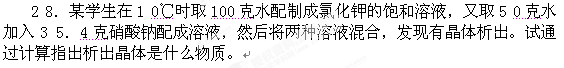 28．某学生在10℃时取100克水配制成氯化钾的饱和溶液，又取50克水
加入35．4克硝酸钠配成溶液，然后将两种溶液混合，发现有晶体析出。试通
过计算指出析出晶体是什么物质。